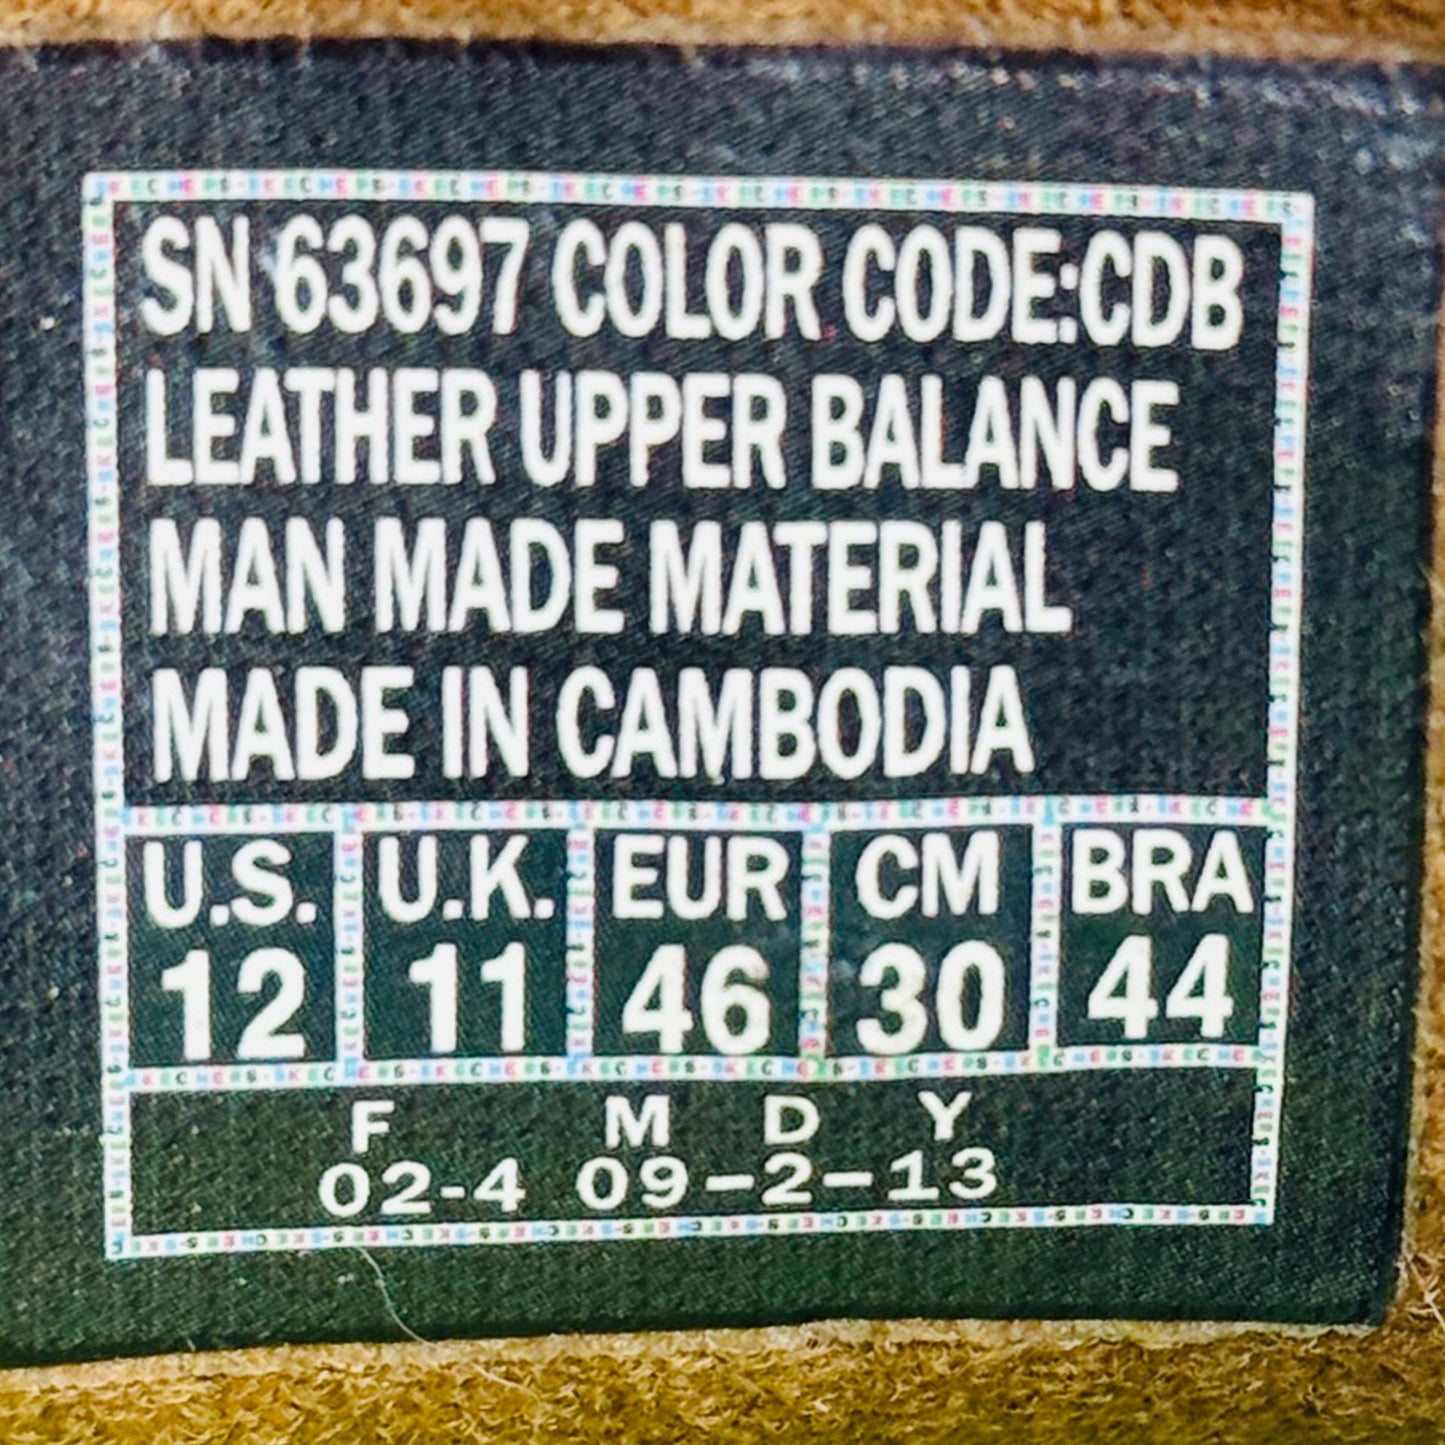 SN 63697 COLOR CODE:CDB
LEATHER UPPER BALANCE
MAN MADE MATERIAL
MADE IN CAMBODIA
U.S. U.K. EUR CM BRA
12 11 46 30 44
F M D Y
02-4 09-2-13